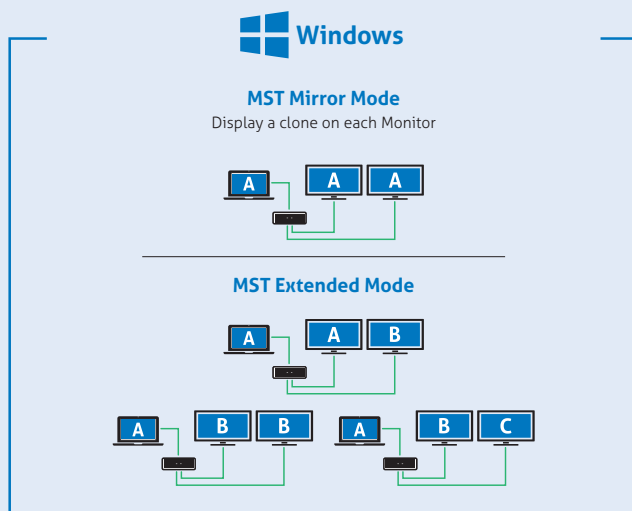 Windows
MST Mirror Mode
Display a clone on each Monitor
A A A
MST Extended Mode
A A B
A B B A B C